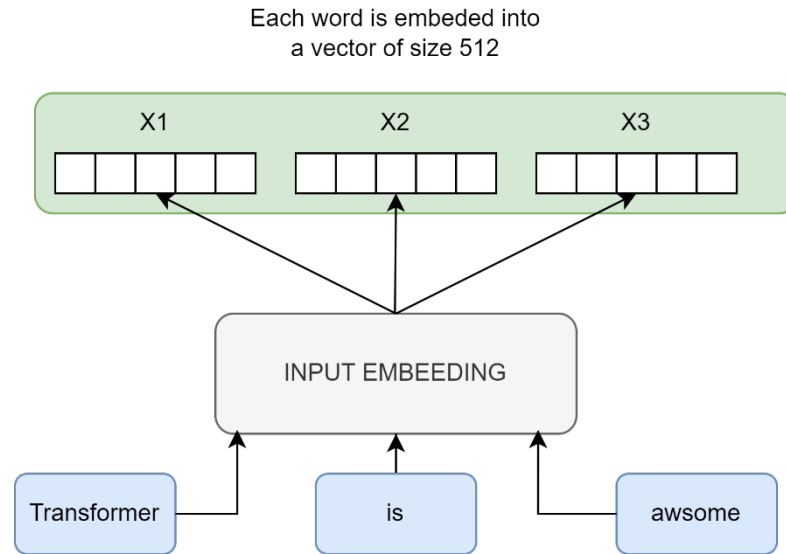 Each word is embeded into
a vector of size 512
X1 X2 X3
INPUT EMBEEDING
Transformer is awsome